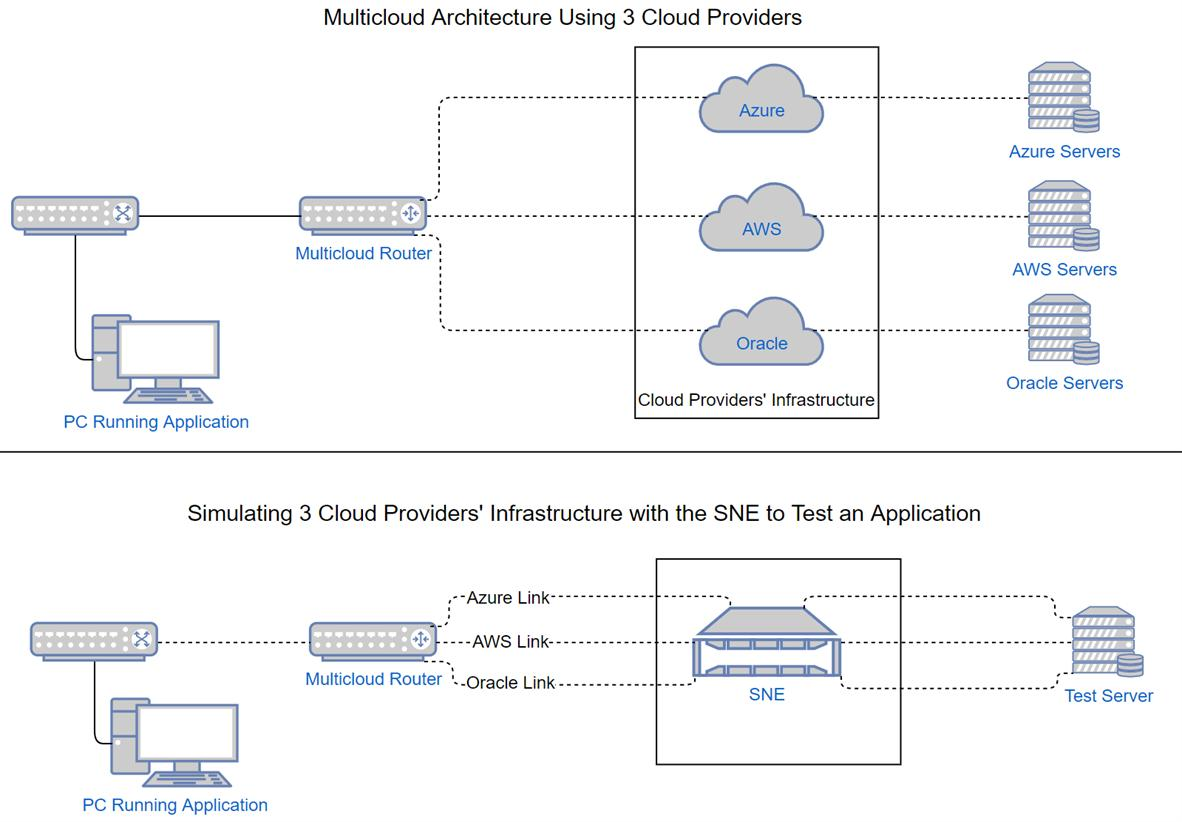 Multicloud Architecture Using 3 Cloud Providers
Azure
Azure Servers
AWS
Multicloud Router
AWS Servers
Oracle
Oracle Servers
Cloud Providers' Infrastructure
PC Running Application
Simulating 3 Cloud Providers' Infrastructure with the SNE to Test an Application
Azure Link
AWS Link
Multicloud Router
Oracle Link
SNE
Test Server
PC Running Application